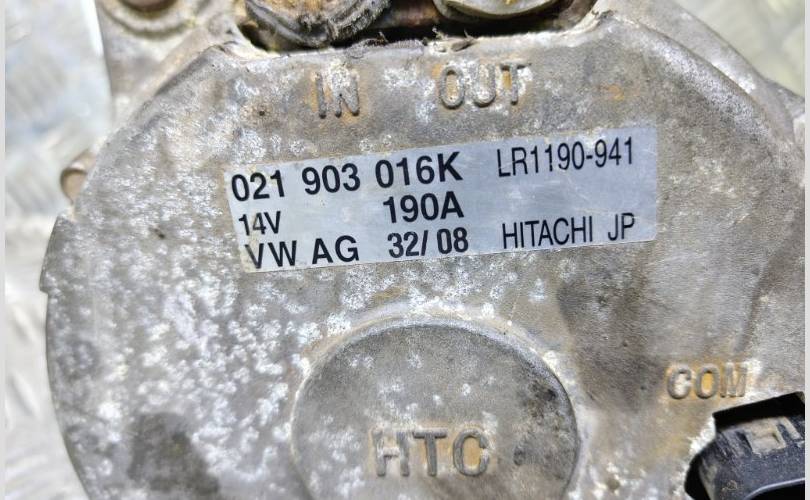 IN OUT
021 903 016K LR1190-941
14V 190A
VW AG 32/08 HITACHI JP
COM
HTC